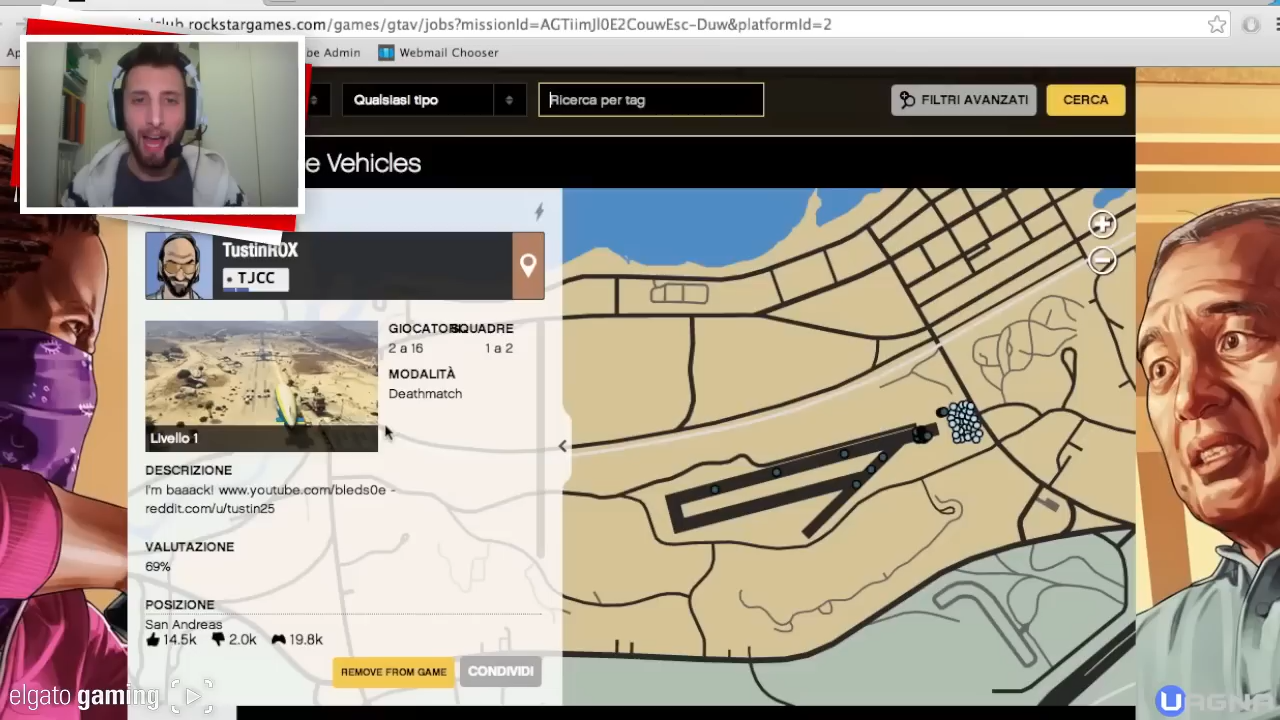 club.rockstargames.com/games/gtav/jobs?missionId=AGTIimJl0E2CouwEsc-Duw&platformId=2
Ap
be Admin
Webmail Chooser
Qualsiasi tipo
Ricerca per tag
FILTRI AVANZATI
CERCA
e Vehicles
TustinROX
TJCC
GIOCATORI
SQUADRE
2 a 16
1 a 2
MODALITÀ
Deathmatch
Livello 1
DESCRIZIONE
I'm baaack! www.youtube.com/bleds0e -
reddit.com/u/tustin25
VALUTAZIONE
69%
POSIZIONE
San Andreas
14.5k
2.0k
19.8k
REMOVE FROM GAME
CONDIVIDI
elgato gaming